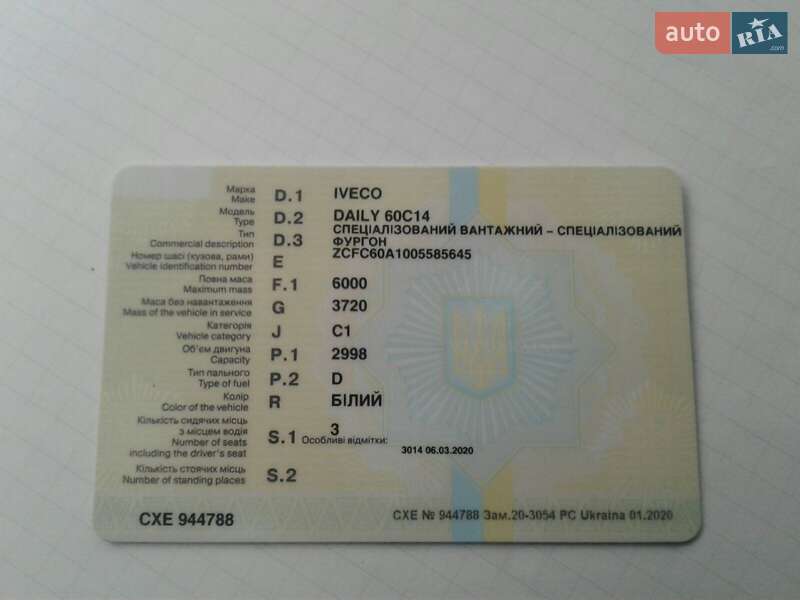 auto RIA .com
Марка
Make D.1 IVECO
Модель
Type D.2 DAILY 60C14
Тип
Commercial description D.3 СПЕЦІАЛІЗОВАНИЙ ВАНТАЖНИЙ – СПЕЦІАЛІЗОВАНИЙ
ФУРГОН
Номер шасі (кузова, рами)
Vehicle identification number E ZCFC60A1005585645
Повна маса
Maximum mass F.1 6000
Маса без навантаження
Mass of the vehicle in service G 3720
Категорія
Vehicle category J C1
Об'єм двигуна
Capacity P.1 2998
Тип пального
Type of fuel P.2 D
Колір
Color of the vehicle R БІЛИЙ
Кількість сидячих місць
з місцем водія
Number of seats
including the driver's seat S.1 3
Особливі відмітки:
3014 06.03.2020
Кількість стоячих місць
Number of standing places S.2
СХЕ 944788
СХЕ № 944788 Зам.20-3054 PC Ukraina 01.2020